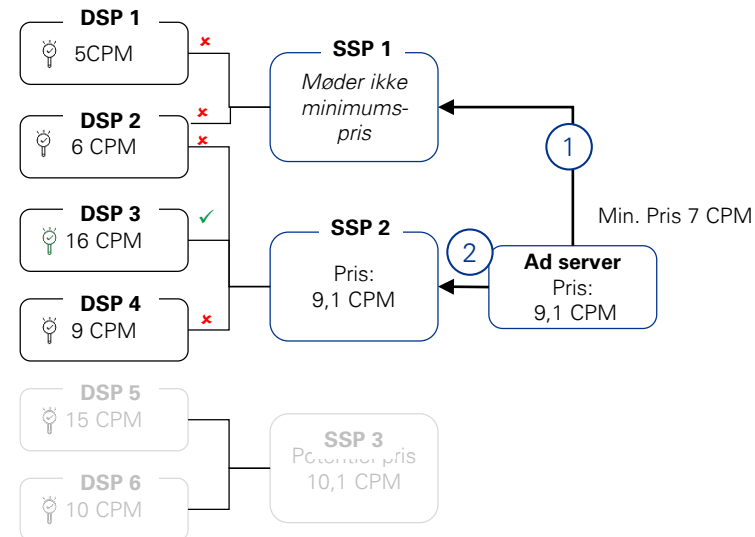 DSP 1
5CPM
DSP 2
6 CPM
DSP 3
16 CPM
DSP 4
9 CPM
DSP 5
15 CPM
DSP 6
10 CPM
SSP 1
Møder ikke
minimums-
pris
SSP 2
Pris:
9,1 CPM
SSP 3
Potentiel pris
10,1 CPM
1
Min. Pris 7 CPM
2
Ad server
Pris:
9,1 CPM